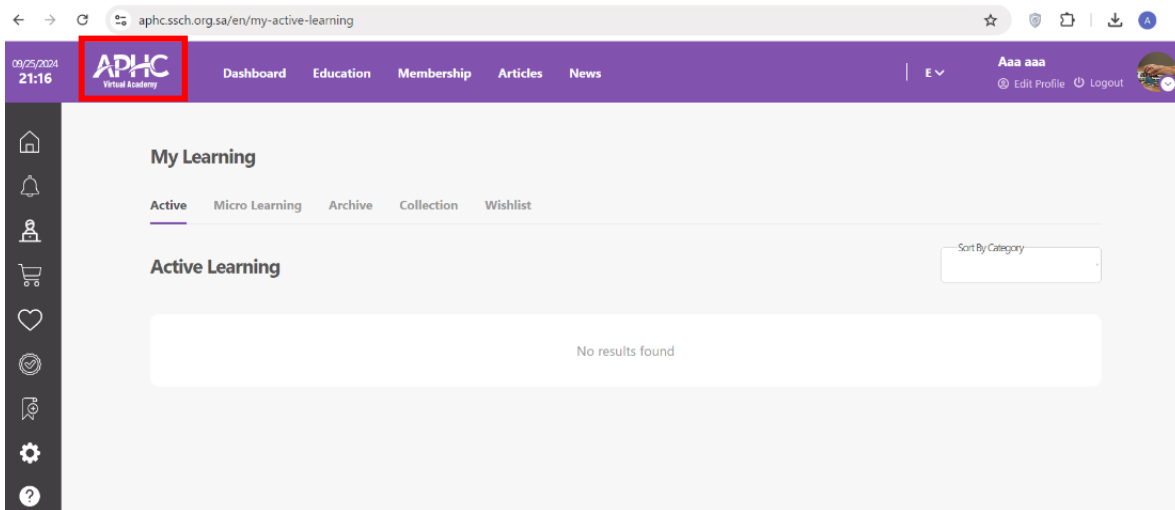 aphc.ssch.org.sa/en/my-active-learning
A
09/25/2024
21:16
APHC
Virtual Academy
Dashboard Education Membership Articles News
E
Aaa aaa
Edit Profile Logout
My Learning
Active Micro Learning Archive Collection Wishlist
Active Learning
Sort By Category
No results found